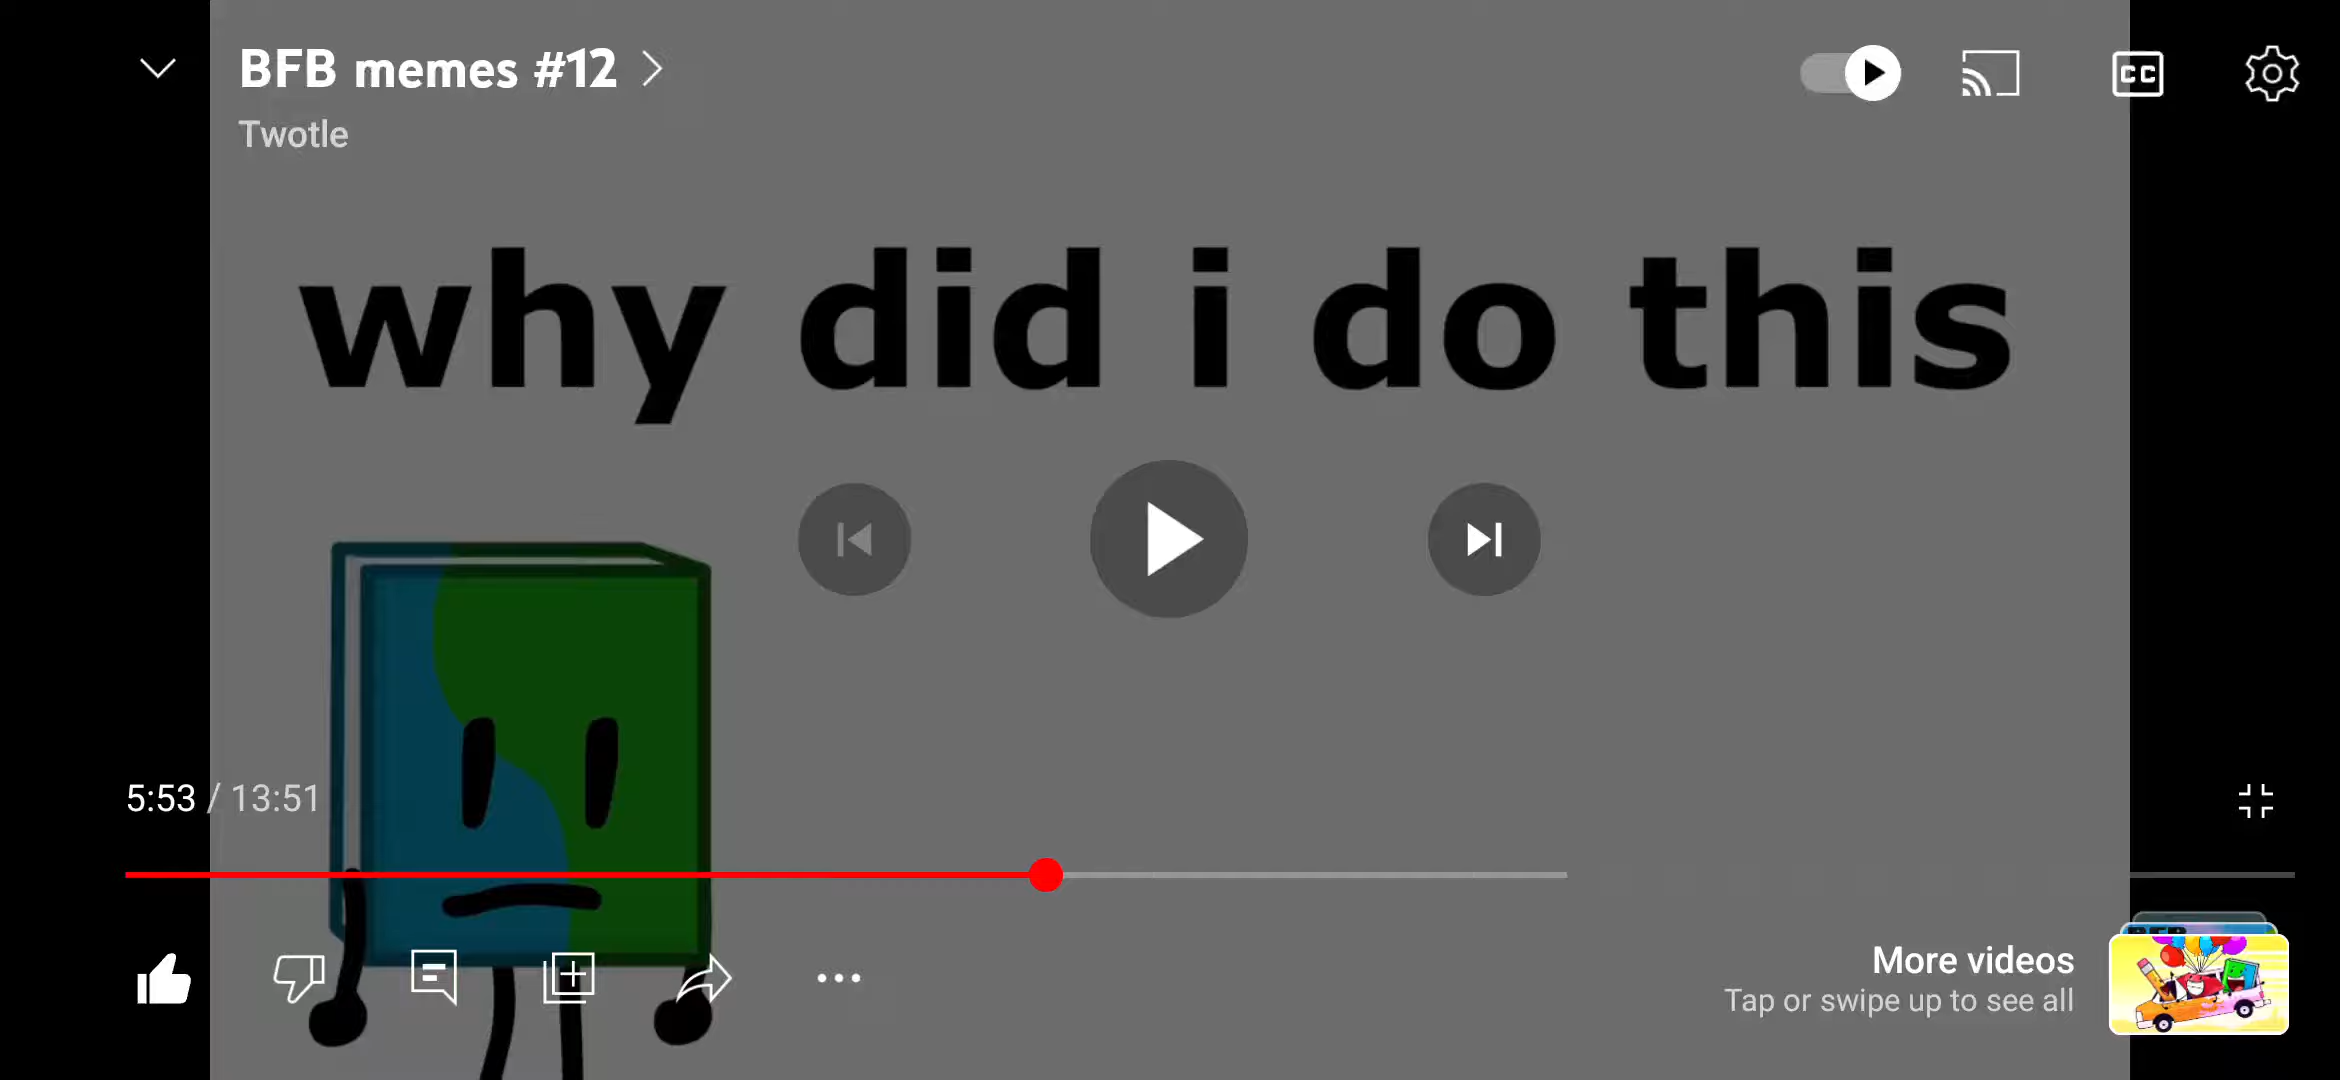 BFB memes #12
Twotle
CC
why did i do this
5:53 / 13:51
More videos
Tap or swipe up to see all